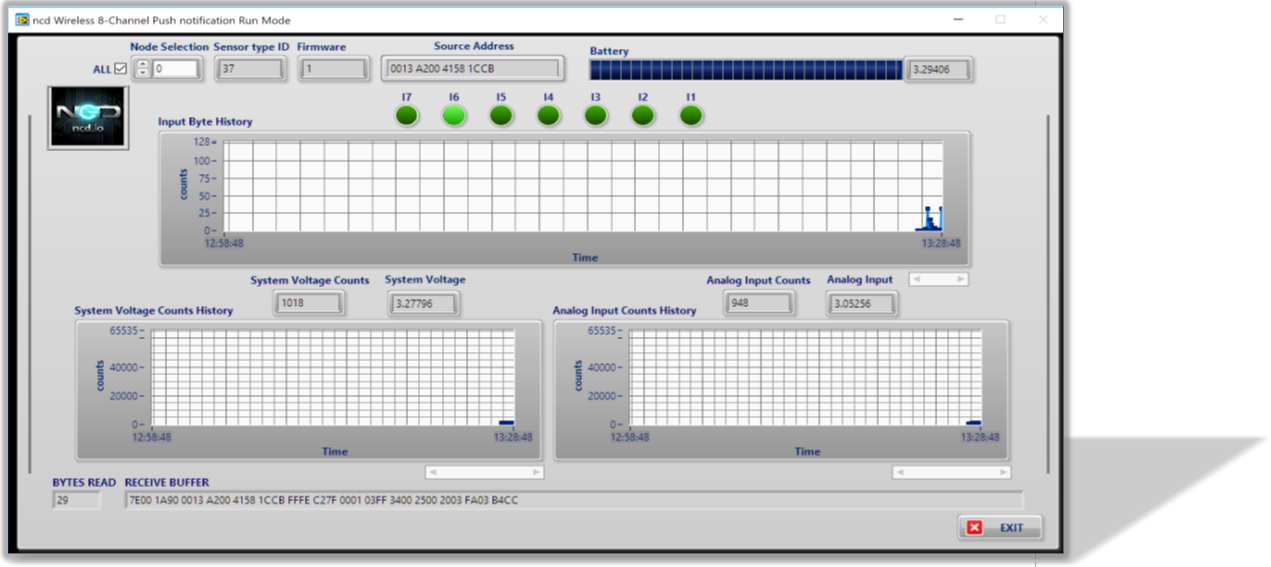 ncd Wireless 8-Channel Push notification Run Mode
Node Selection Sensor type ID Firmware Source Address Battery
ALL 0 37 1 0013 A200 4158 1CCB 3.29406
NCD
ncd.io
I7 I6 I5 I4 I3 I2 I1
Input Byte History
128
100
75
50
25
0
counts
12:58:48 13:28:48
Time
System Voltage Counts System Voltage Analog Input Counts Analog Input
1018 3.27796 948 3.05256
System Voltage Counts History Analog Input Counts History
65535 65535
40000 40000
20000 20000
0 0
counts counts
12:58:48 13:28:48 12:58:48 13:28:48
Time Time
BYTES READ RECEIVE BUFFER
29 7E00 1A90 0013 A200 4158 1CCB FFFE C27F 0001 03FF 3400 2500 2003 FA03 B4CC
EXIT